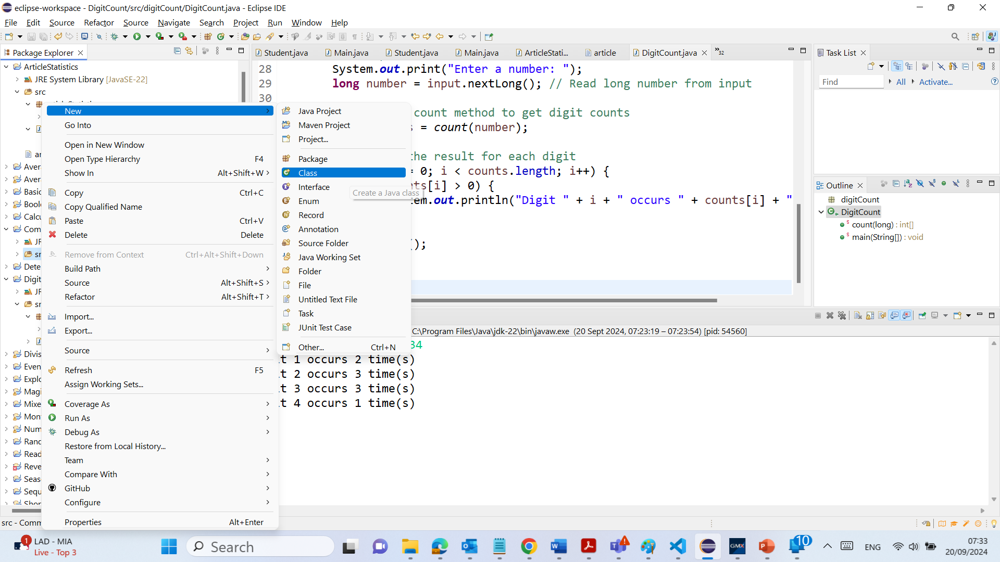 eclipse-workspace - DigitCount/src/digitCount/DigitCount.java - Eclipse IDE
File Edit Source Refactor Source Navigate Search Project Run Window Help
Package Explorer
ArticleStatistics
JRE System Library [JavaSE-22]
src
Aver
Aver
Basic
Bool
Calcu
Com
JR
sr
Dete
Digit
JR
sr
Divis
Even
Explo
Magi
Mixe
Mon
Num
Rand
Read
Reve
Seas
Sequ
Shor
New
Go Into
Open in New Window
Open Type Hierarchy F4
Show In Alt+Shift+W
Copy Ctrl+C
Copy Qualified Name
Paste Ctrl+V
Delete Delete
Remove from Context Ctrl+Alt+Shift+Down
Build Path
Source Alt+Shift+S
Refactor Alt+Shift+T
Import...
Export...
Source
Refresh F5
Assign Working Sets...
Coverage As
Run As
Debug As
Restore from Local History...
Team
Compare With
GitHub
Configure
Properties Alt+Enter
Java Project
Maven Project
Project...
Package
Class
Interface
Create a Java class
Enum
Record
Annotation
Source Folder
Java Working Set
Folder
File
Untitled Text File
Task
JUnit Test Case
Other... Ctrl+N
Student.java Main.java Student.java Main.java ArticleStati... article DigitCount.java 32
28 System.out.print("Enter a number: ");
29 long number = input.nextLong(); // Read long number from input
30
count method to get digit counts
= count(number);
the result for each digit
= 0; i < counts.length; i++) {
nts[i] > 0) {
tem.out.println("Digit " + i + " occurs " + counts[i] + "
();
C:\Program Files\Java\jdk-22\bin\javaw.exe (20 Sept 2024, 07:23:19 – 07:23:54) [pid: 54560]
34
t 1 occurs 2 time(s)
t 2 occurs 3 time(s)
t 3 occurs 3 time(s)
t 4 occurs 1 time(s)
Task List
Find All Activate...
Outline
digitCount
DigitCount
count(long) : int[]
main(String[]) : void
src - Comm
1
LAD - MIA
Live - Top 3
Search
GMX
10
ENG
07:33
20/09/2024